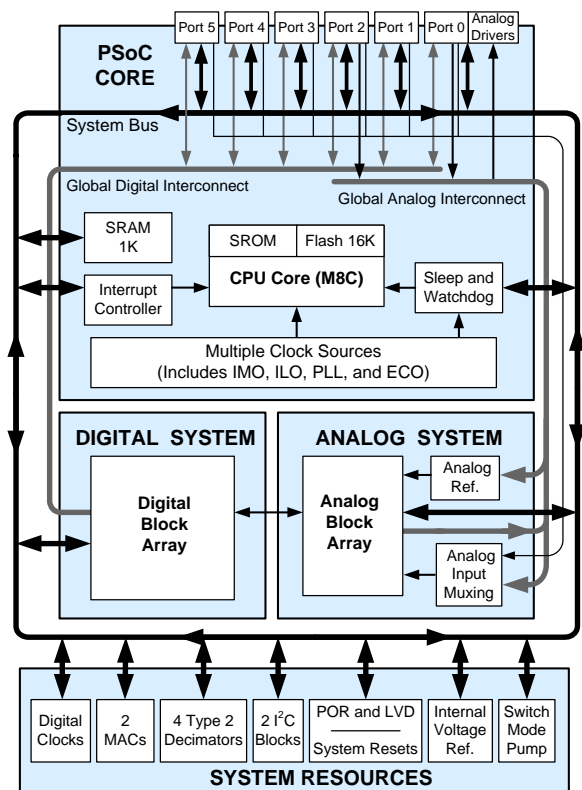 Port 5 Port 4 Port 3 Port 2 Port 1 Port 0 Analog Drivers
PSoC
CORE
System Bus
Global Digital Interconnect
Global Analog Interconnect
SRAM
1K
SROM Flash 16K
CPU Core (M8C)
Interrupt
Controller
Sleep and
Watchdog
Multiple Clock Sources
(Includes IMO, ILO, PLL, and ECO)
DIGITAL SYSTEM
ANALOG SYSTEM
Digital
Block
Array
Analog
Block
Array
Analog
Ref.
Analog
Input
Muxing
Digital
Clocks
2
MACs
4 Type 2
Decimators
2 I²C
Blocks
POR and LVD
System Resets
Internal
Voltage
Ref.
Switch
Mode
Pump
SYSTEM RESOURCES